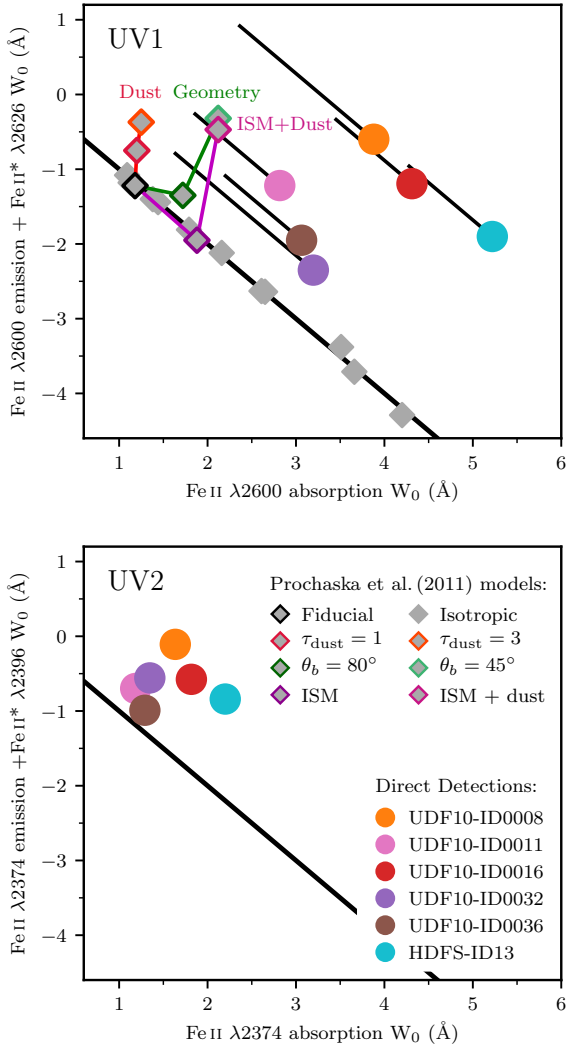 UV1
Dust
Geometry
ISM+Dust
1
0
−1
−2
−3
−4
Fe II λ2600 emission + Fe II* λ2626 W₀ (Å)
1 2 3 4 5 6
Fe II λ2600 absorption W₀ (Å)
UV2
Prochaska et al. (2011) models:
Fiducial Isotropic
τdust = 1 τdust = 3
θb = 80° θb = 45°
ISM ISM + dust
Direct Detections:
UDF10-ID0008
UDF10-ID0011
UDF10-ID0016
UDF10-ID0032
UDF10-ID0036
HDFS-ID13
1
0
−1
−2
−3
−4
Fe II λ2374 emission +Fe II* λ2396 W₀ (Å)
1 2 3 4 5 6
Fe II λ2374 absorption W₀ (Å)